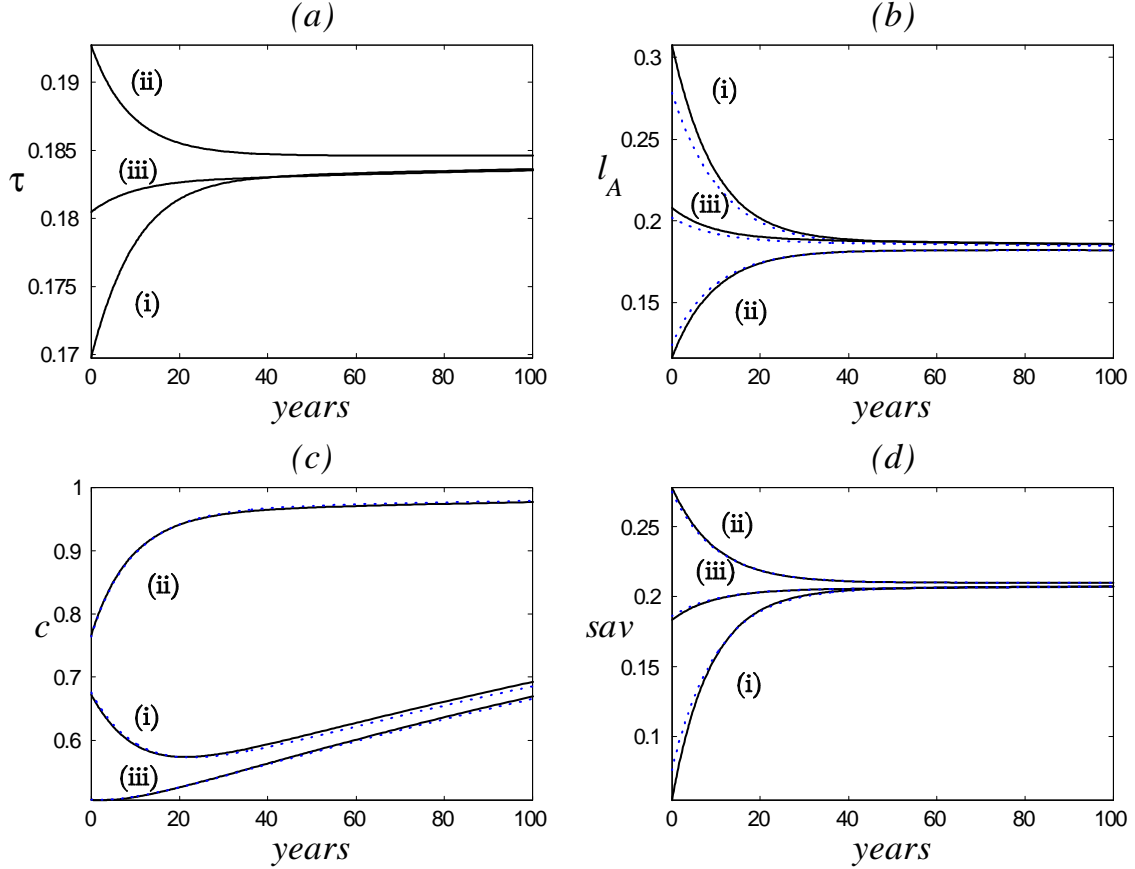 (a)
0.19
0.185
0.18
0.175
0.17
τ
(ii)
(iii)
(i)
0 20 40 60 80 100
years
(b)
0.3
0.25
0.2
0.15
l_A
(i)
(iii)
(ii)
0 20 40 60 80 100
years
(c)
1
0.9
0.8
0.7
0.6
c
(ii)
(i)
(iii)
0 20 40 60 80 100
years
(d)
0.25
0.2
0.15
0.1
sav
(ii)
(iii)
(i)
0 20 40 60 80 100
years